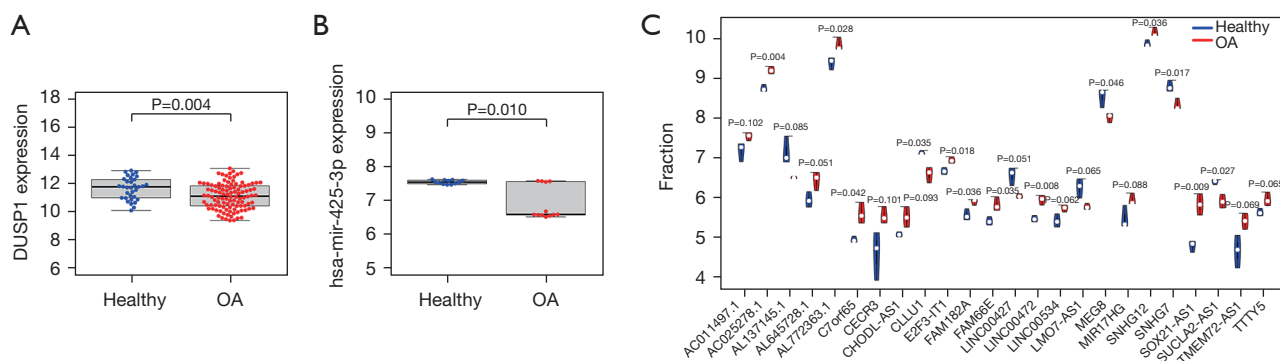 A
DUSP1 expression
18
16
14
12
10
8
6
P=0.004
Healthy
OA
B
hsa-mir-425-3p expression
10
9
8
7
6
5
P=0.010
Healthy
OA
C
Fraction
10
9
8
7
6
5
4
Healthy
OA
P=0.102
P=0.004
P=0.085
P=0.051
P=0.028
P=0.042
P=0.101
P=0.093
P=0.035
P=0.018
P=0.036
P=0.035
P=0.051
P=0.008
P=0.062
P=0.065
P=0.046
P=0.088
P=0.036
P=0.017
P=0.009
P=0.027
P=0.069
P=0.065
AC011497.1
AC025278.1
AL137145.1
AL645728.1
AL772363.1
C7orf65
CECR3
CHODL-AS1
CLLU1
E2F3-IT1
FAM182A
FAM66E
LINC00427
LINC00472
LINC00534
LMO7-AS1
MEG8
MIR17HG
SNHG12
SNHG7
SOX21-AS1
SUCLA2-AS1
MEM72-AS1
TTTY5